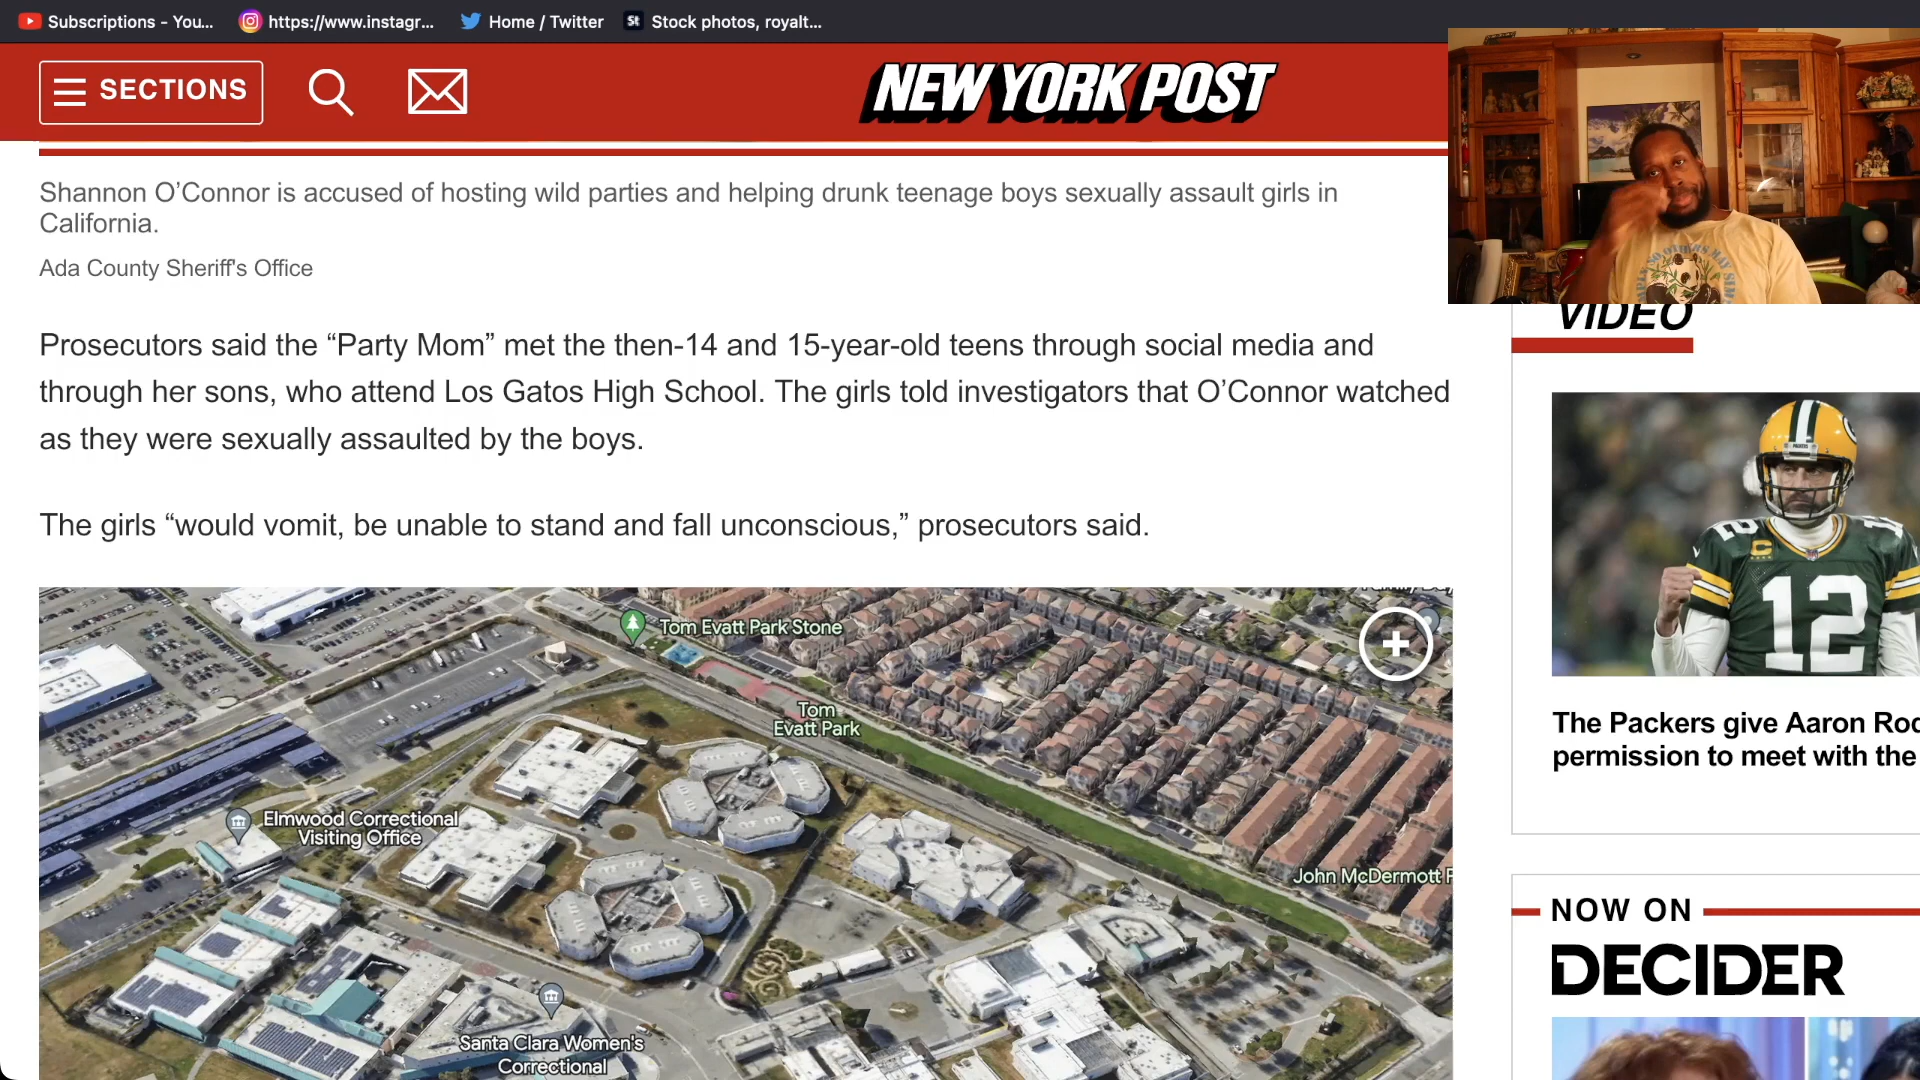 Subscriptions - You...
https://www.instagr...
Home / Twitter
St
Stock photos, royalt...
SECTIONS
NEW YORK POST
Shannon O’Connor is accused of hosting wild parties and helping drunk teenage boys sexually assault girls in
California.
Ada County Sheriff's Office
Prosecutors said the “Party Mom” met the then-14 and 15-year-old teens through social media and
through her sons, who attend Los Gatos High School. The girls told investigators that O’Connor watched
as they were sexually assaulted by the boys.
The girls “would vomit, be unable to stand and fall unconscious,” prosecutors said.
Tom Evatt Park Stone
Tom
Evatt Park
Elmwood Correctional
Visiting Office
John McDermott P
Santa Clara Women's
Correctional
VIDEO
12
12
C
The Packers give Aaron Rod
permission to meet with the
NOW ON
DECIDER